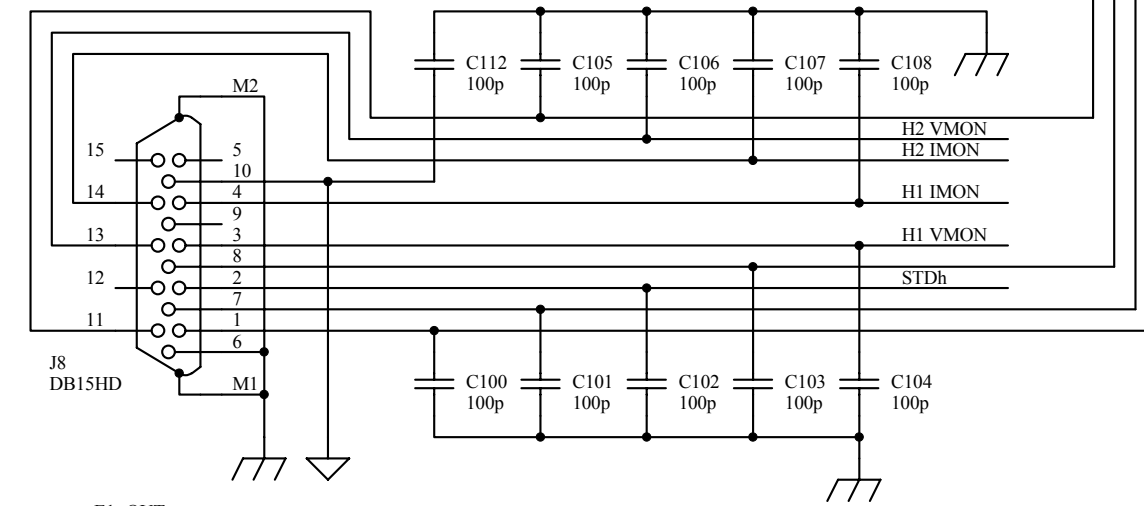 C112
100p
C105
100p
C106
100p
C107
100p
C108
100p
M2
H2 VMON
H2 IMON
15
5
10
14
4
H1 IMON
9
13
3
H1 VMON
8
12
2
STDh
7
11
1
6
J8
DB15HD
M1
C100
100p
C101
100p
C102
100p
C103
100p
C104
100p